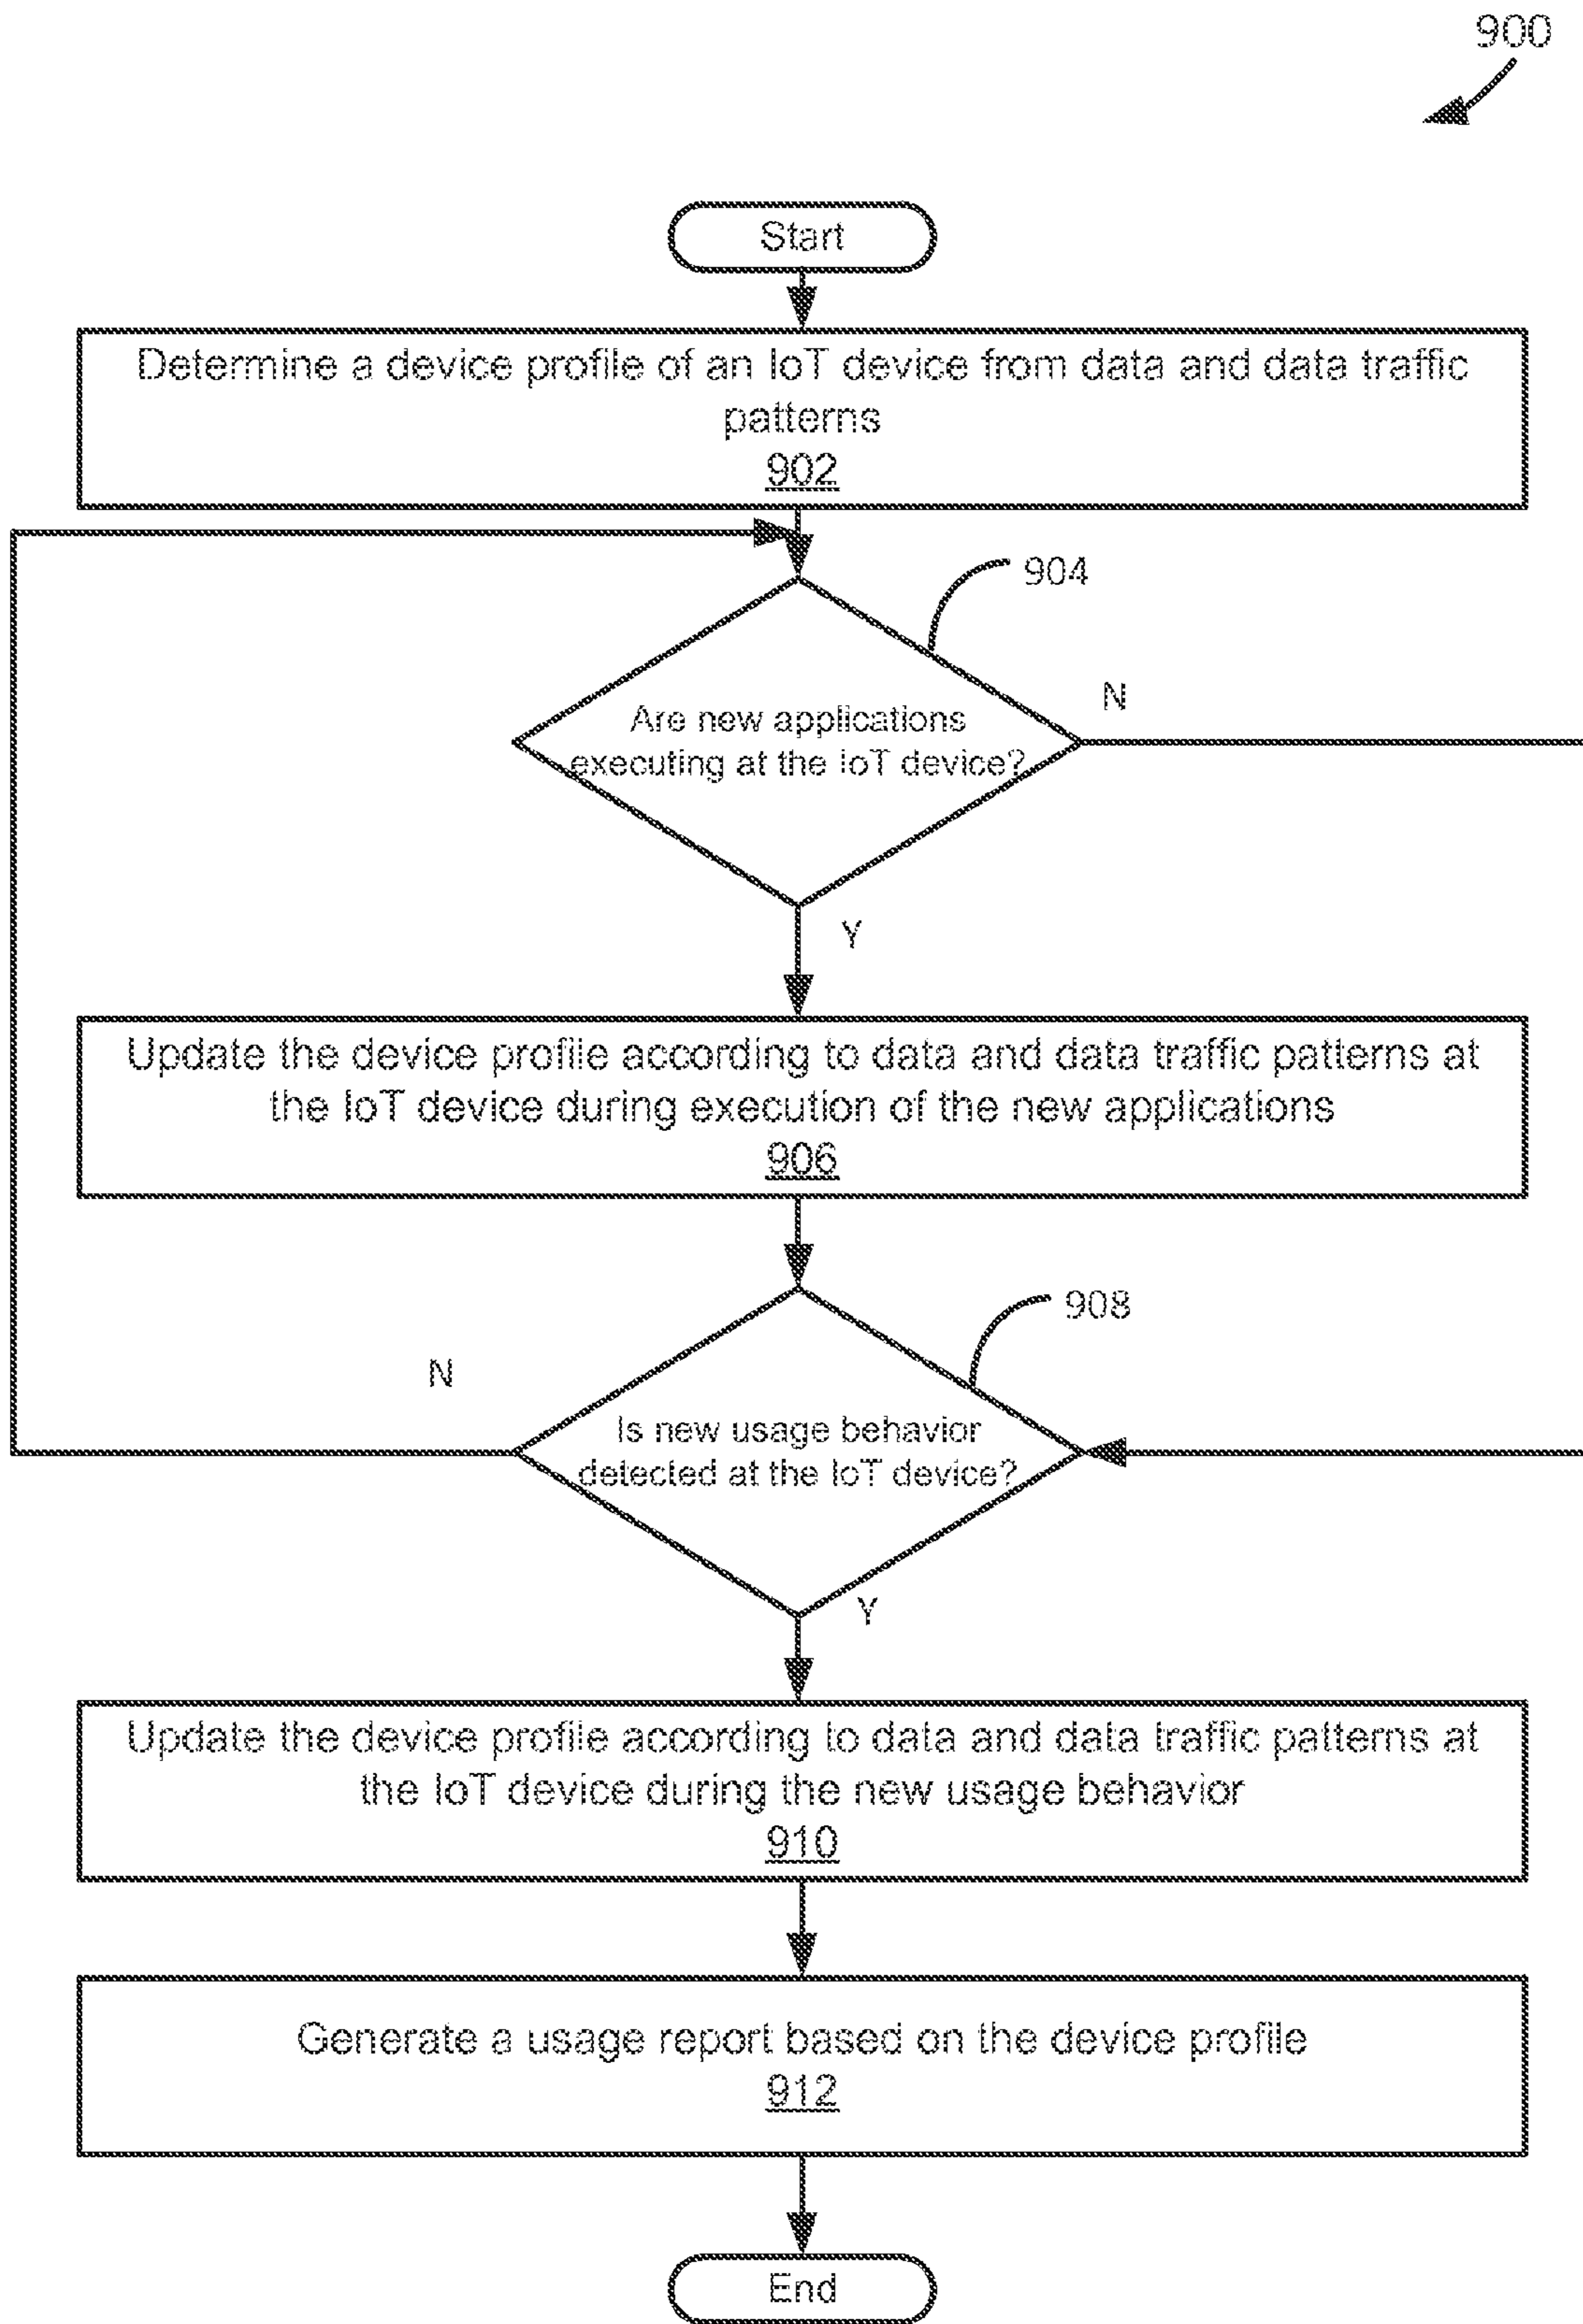 900
Start
Determine a device profile of an IoT device from data and data traffic
patterns
902
904
Are new applications
executing at the IoT device?
N
Y
Update the device profile according to data and data traffic patterns at
the IoT device during execution of the new applications
906
908
N
Is new usage behavior
detected at the IoT device?
Y
Update the device profile according to data and data traffic patterns at
the IoT device during the new usage behavior
910
Generate a usage report based on the device profile
912
End